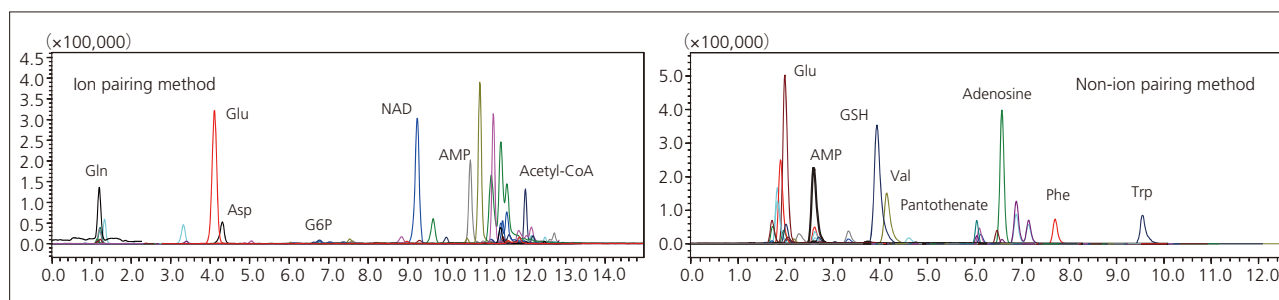 (×100,000)
4.5
4.0
3.5
3.0
2.5
2.0
1.5
1.0
0.5
0.0
Ion pairing method
Gln
Glu
Asp
G6P
NAD
AMP
Acetyl-CoA
0.0 1.0 2.0 3.0 4.0 5.0 6.0 7.0 8.0 9.0 10.0 11.0 12.0 13.0 14.0
(×100,000)
5.0
4.0
3.0
2.0
1.0
0.0
Non-ion pairing method
Glu
AMP
GSH
Val
Pantothenate
Adenosine
Phe
Trp
0.0 1.0 2.0 3.0 4.0 5.0 6.0 7.0 8.0 9.0 10.0 11.0 12.0